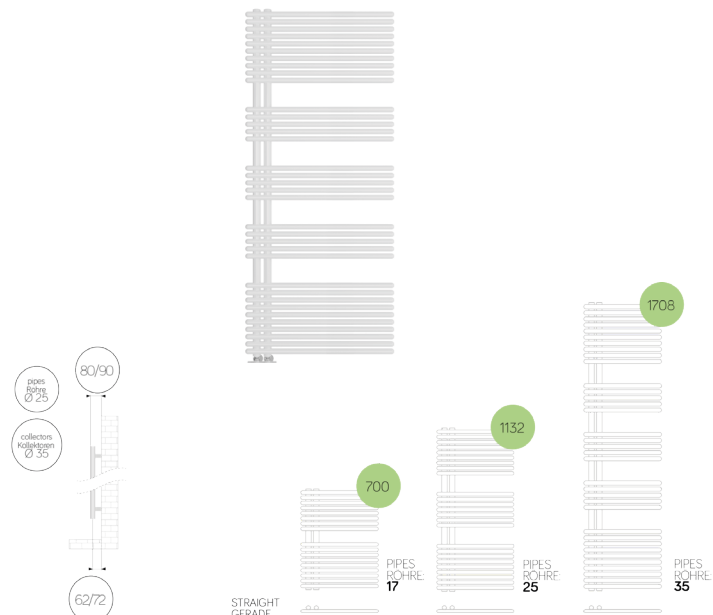 1708
80/90
pipes
Rohre
Ø 25
collectors
Kollektoren
Ø 35
1132
700
PIPES
ROHRE:
17
PIPES
ROHRE:
25
PIPES
ROHRE:
35
62/72
STRAIGHT
GERADE